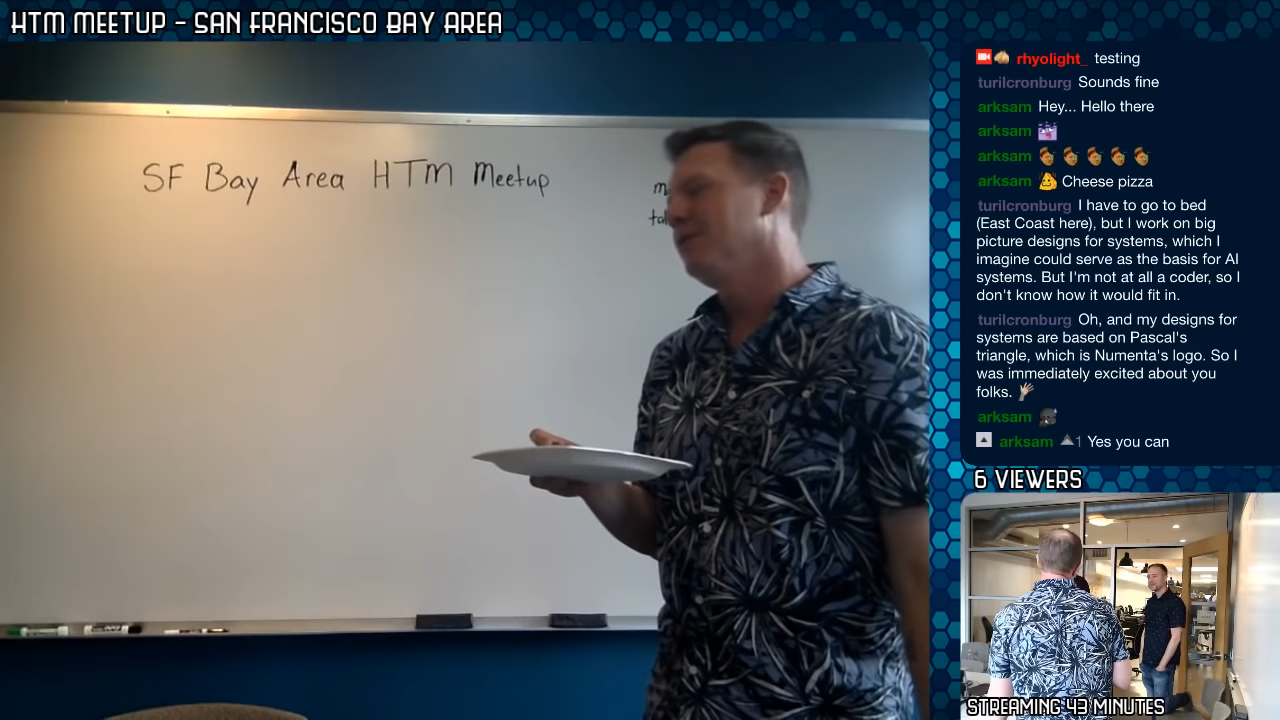 HTM MEETUP - SAN FRANCISCO BAY AREA
SF Bay Area HTM Meetup
rhyolight_ testing
turilcronburg Sounds fine
arksam Hey... Hello there
arksam
arksam
arksam Cheese pizza
turilcronburg I have to go to bed
(East Coast here), but I work on big
picture designs for systems, which I
imagine could serve as the basis for AI
systems. But I'm not at all a coder, so I
don't know how it would fit in.
turilcronburg Oh, and my designs for
systems are based on Pascal's
triangle, which is Numenta's logo. So I
was immediately excited about you
folks.
arksam
arksam 1 Yes you can
6 VIEWERS
STREAMING 43 MINUTES